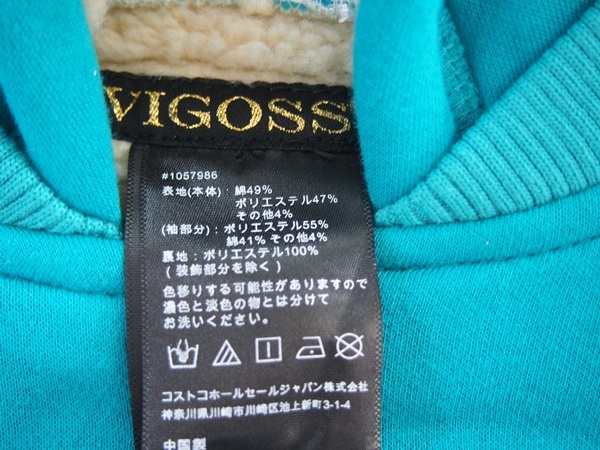 VIGOSS
#1057986
表地(本体)：綿49%
ポリエステル47%
その他4%
(袖部分)：ポリエステル55%
綿41% その他4%
裏地：ポリエステル100%
(装飾部分を除く)
色移りする可能性がありますので
濃色と淡色の物とは分けて
お洗いください。
コストコホールセールジャパン株式会社
神奈川県川崎市川崎区池上新町3-1-4
中国製